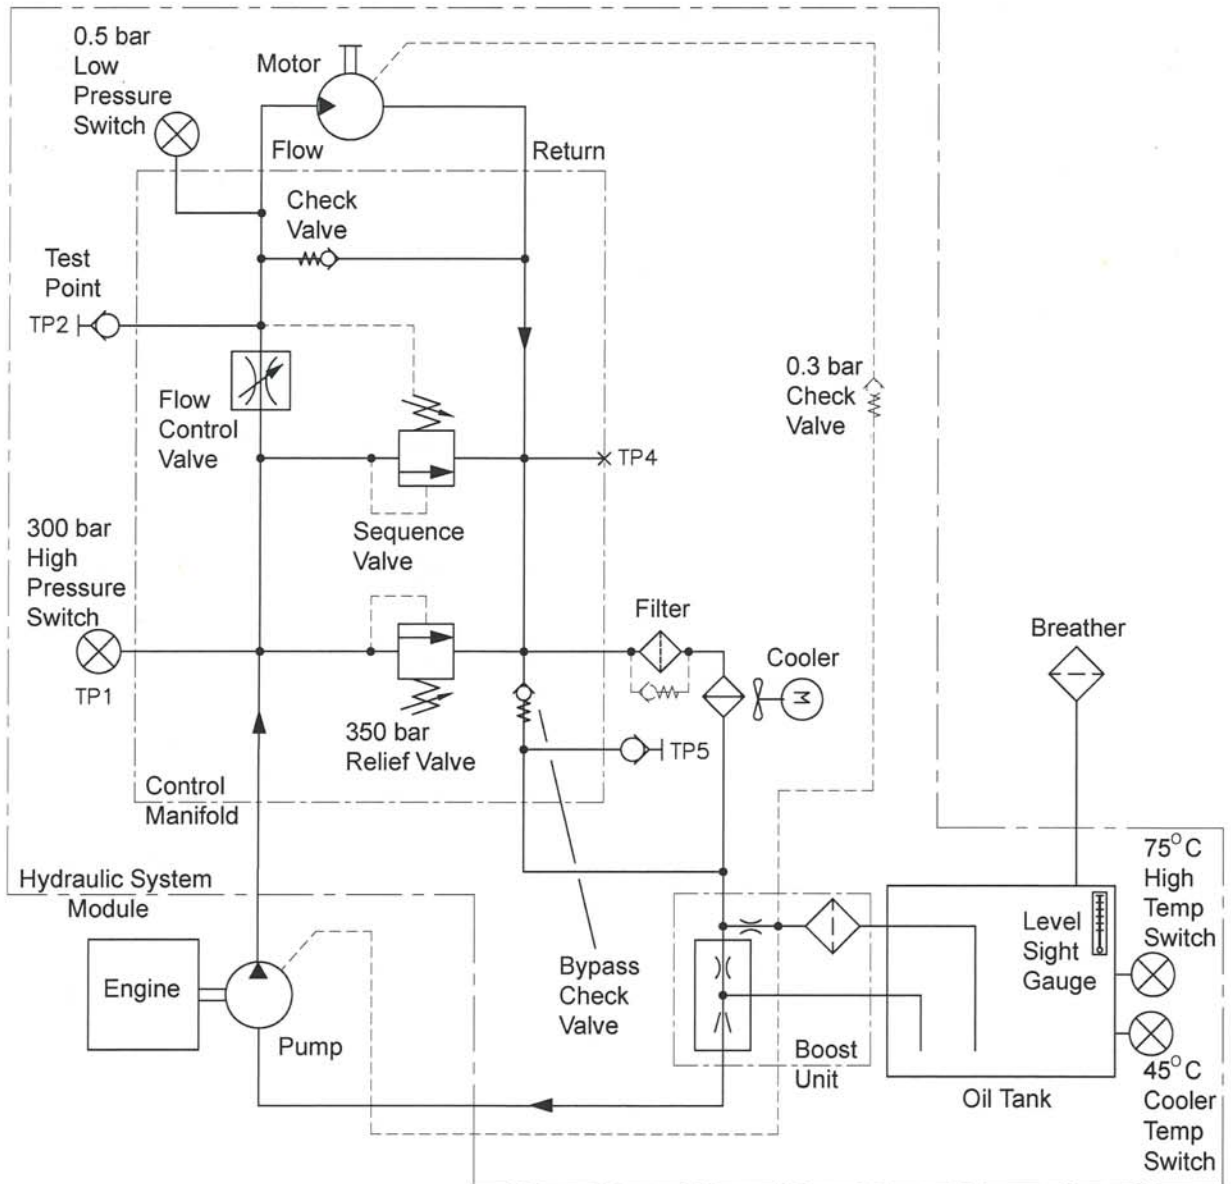 0.5 bar
Low
Pressure
Switch
Motor
Flow
Return
Check
Valve
Test
Point
TP2
Flow
Control
Valve
0.3 bar
Check
Valve
TP4
Sequence
Valve
300 bar
High
Pressure
Switch
TP1
Filter
Cooler
M
Breather
350 bar
Relief Valve
TP5
Control
Manifold
Hydraulic System
Module
Engine
Pump
Bypass
Check
Valve
Boost
Unit
Level
Sight
Gauge
Oil Tank
75°C
High
Temp
Switch
45°C
Cooler
Temp
Switch